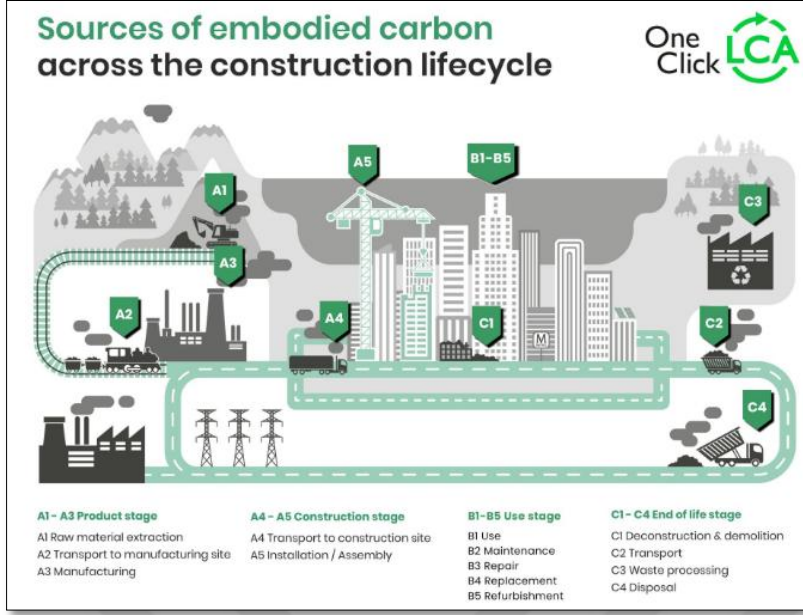 Sources of embodied carbon
across the construction lifecycle
One
Click LCA
A5
B1-B5
A1
C3
A3
A2
A4
C1
C2
M
C4
A1 - A3 Product stage
A1 Raw material extraction
A2 Transport to manufacturing site
A3 Manufacturing
A4 - A5 Construction stage
A4 Transport to construction site
A5 Installation / Assembly
B1-B5 Use stage
B1 Use
B2 Maintenance
B3 Repair
B4 Replacement
B5 Refurbishment
C1 - C4 End of life stage
C1 Deconstruction & demolition
C2 Transport
C3 Waste processing
C4 Disposal